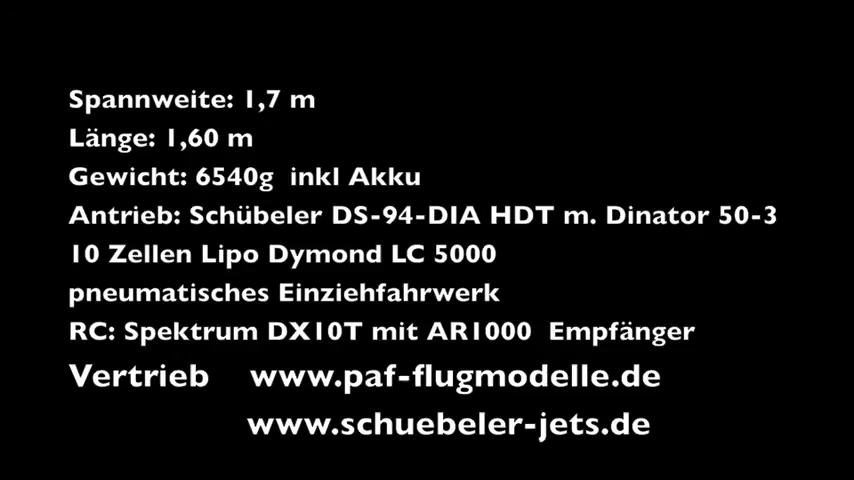 Spannweite: 1,7 m
Länge: 1,60 m
Gewicht: 6540g  inkl Akku
Antrieb: Schübeler DS-94-DIA HDT m. Dinator 50-3
10 Zellen Lipo Dymond LC 5000
pneumatisches Einziehfahrwerk
RC: Spektrum DX10T mit AR1000  Empfänger
Vertrieb    www.paf-flugmodelle.de
www.schuebeler-jets.de